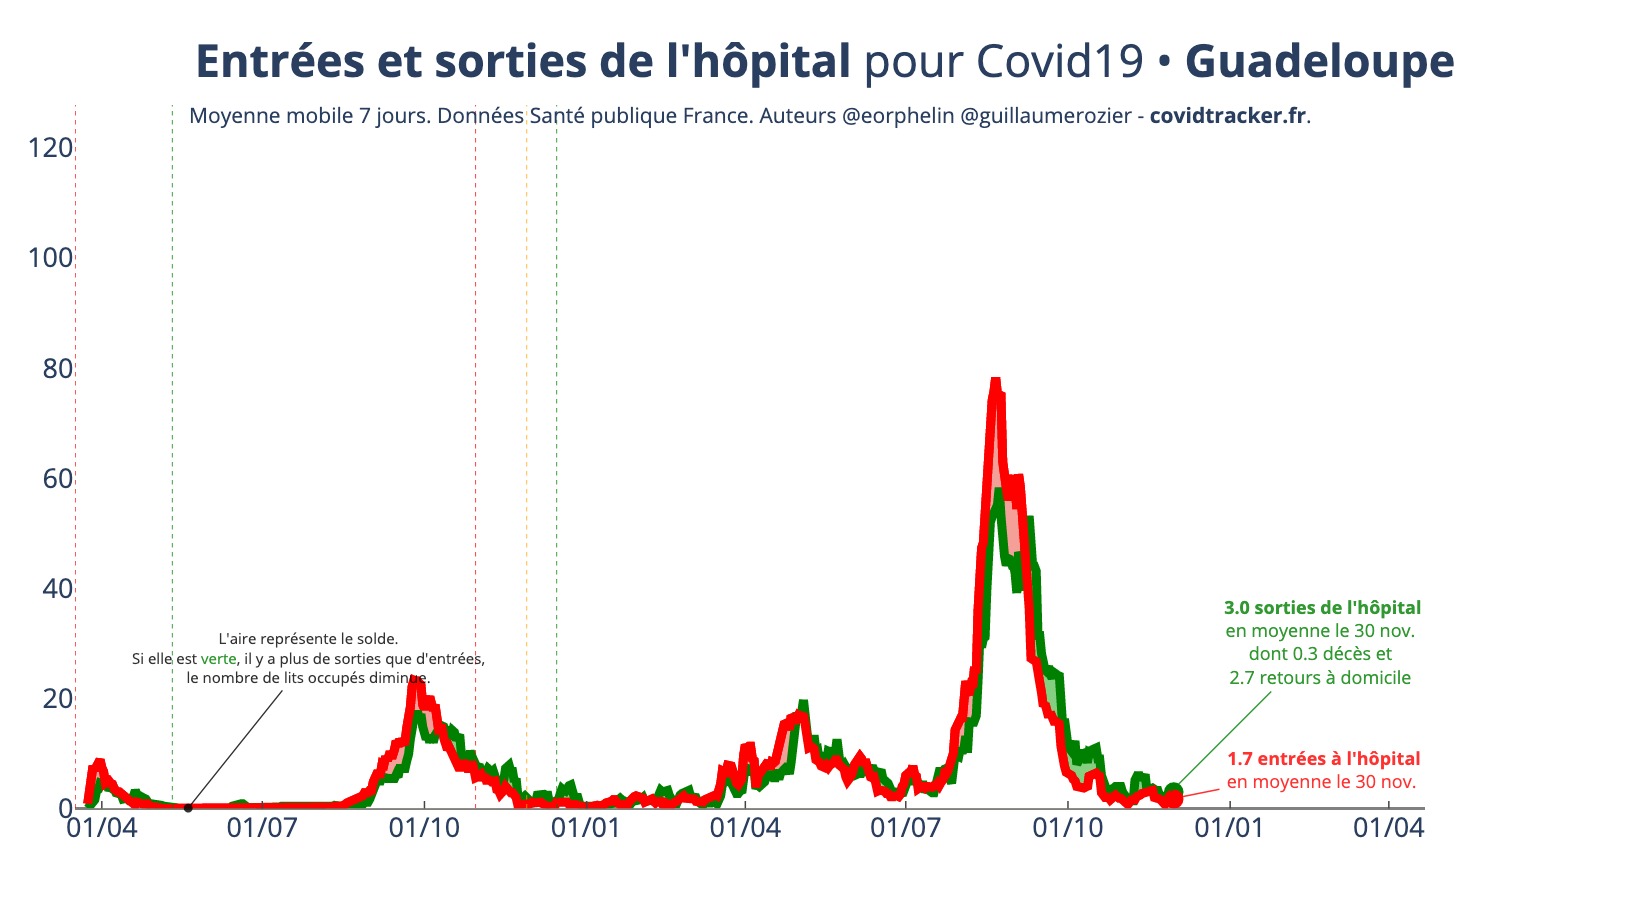 Entrées et sorties de l'hôpital pour Covid19 • Guadeloupe
Moyenne mobile 7 jours. Données Santé publique France. Auteurs @eorphelin @guillaumerozier - covidtracker.fr.
120
100
80
60
40
20
0
L'aire représente le solde.
Si elle est verte, il y a plus de sorties que d'entrées,
le nombre de lits occupés diminue.
3.0 sorties de l'hôpital
en moyenne le 30 nov.
dont 0.3 décès et
2.7 retours à domicile
1.7 entrées à l'hôpital
en moyenne le 30 nov.
01/04 01/07 01/10 01/01 01/04 01/07 01/10 01/01 01/04